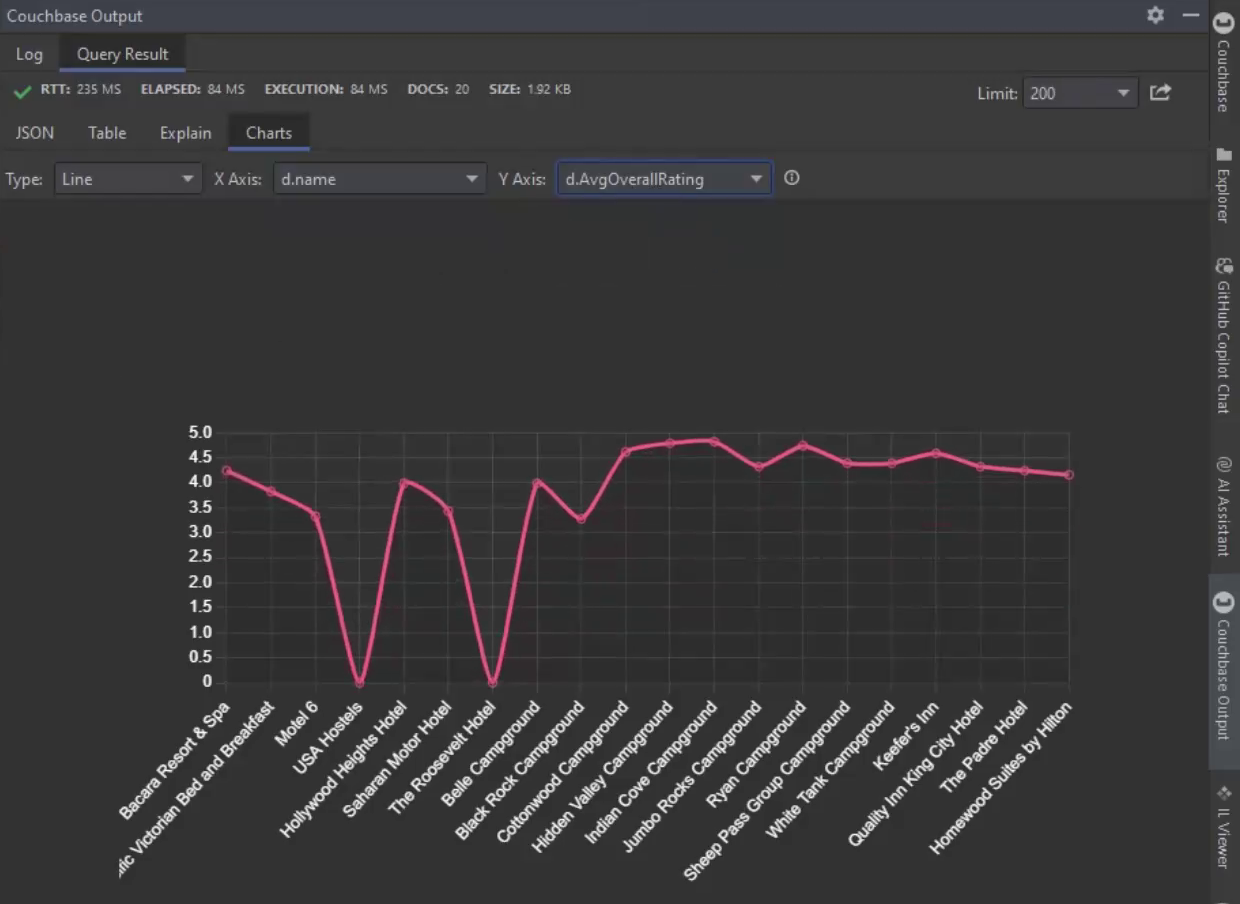 Couchbase Output
Log Query Result
RTT: 235 MS ELAPSED: 84 MS EXECUTION: 84 MS DOCS: 20 SIZE: 1.92 KB
Limit: 200
JSON Table Explain Charts
Type: Line X Axis: d.name Y Axis: d.AvgOverallRating
5.0
4.5
4.0
3.5
3.0
2.5
2.0
1.5
1.0
0.5
0
Bacara Resort & Spa
Victorian Bed and Breakfast
Motel 6
USA Hostels
Hollywood Heights Hotel
Saharan Motor Hotel
The Roosevelt Hotel
Belle Campground
Black Rock Campground
Cottonwood Campground
Hidden Valley Campground
Indian Cove Campground
Jumbo Rocks Campground
Ryan Campground
Sheep Pass Group Campground
White Tank Campground
Keefer's Inn
Quality Inn King City Hotel
The Padre Hotel
Homewood Suites by Hilton
Couchbase
Explorer
GitHub Copilot Chat
AI Assistant
Couchbase Output
IL Viewer